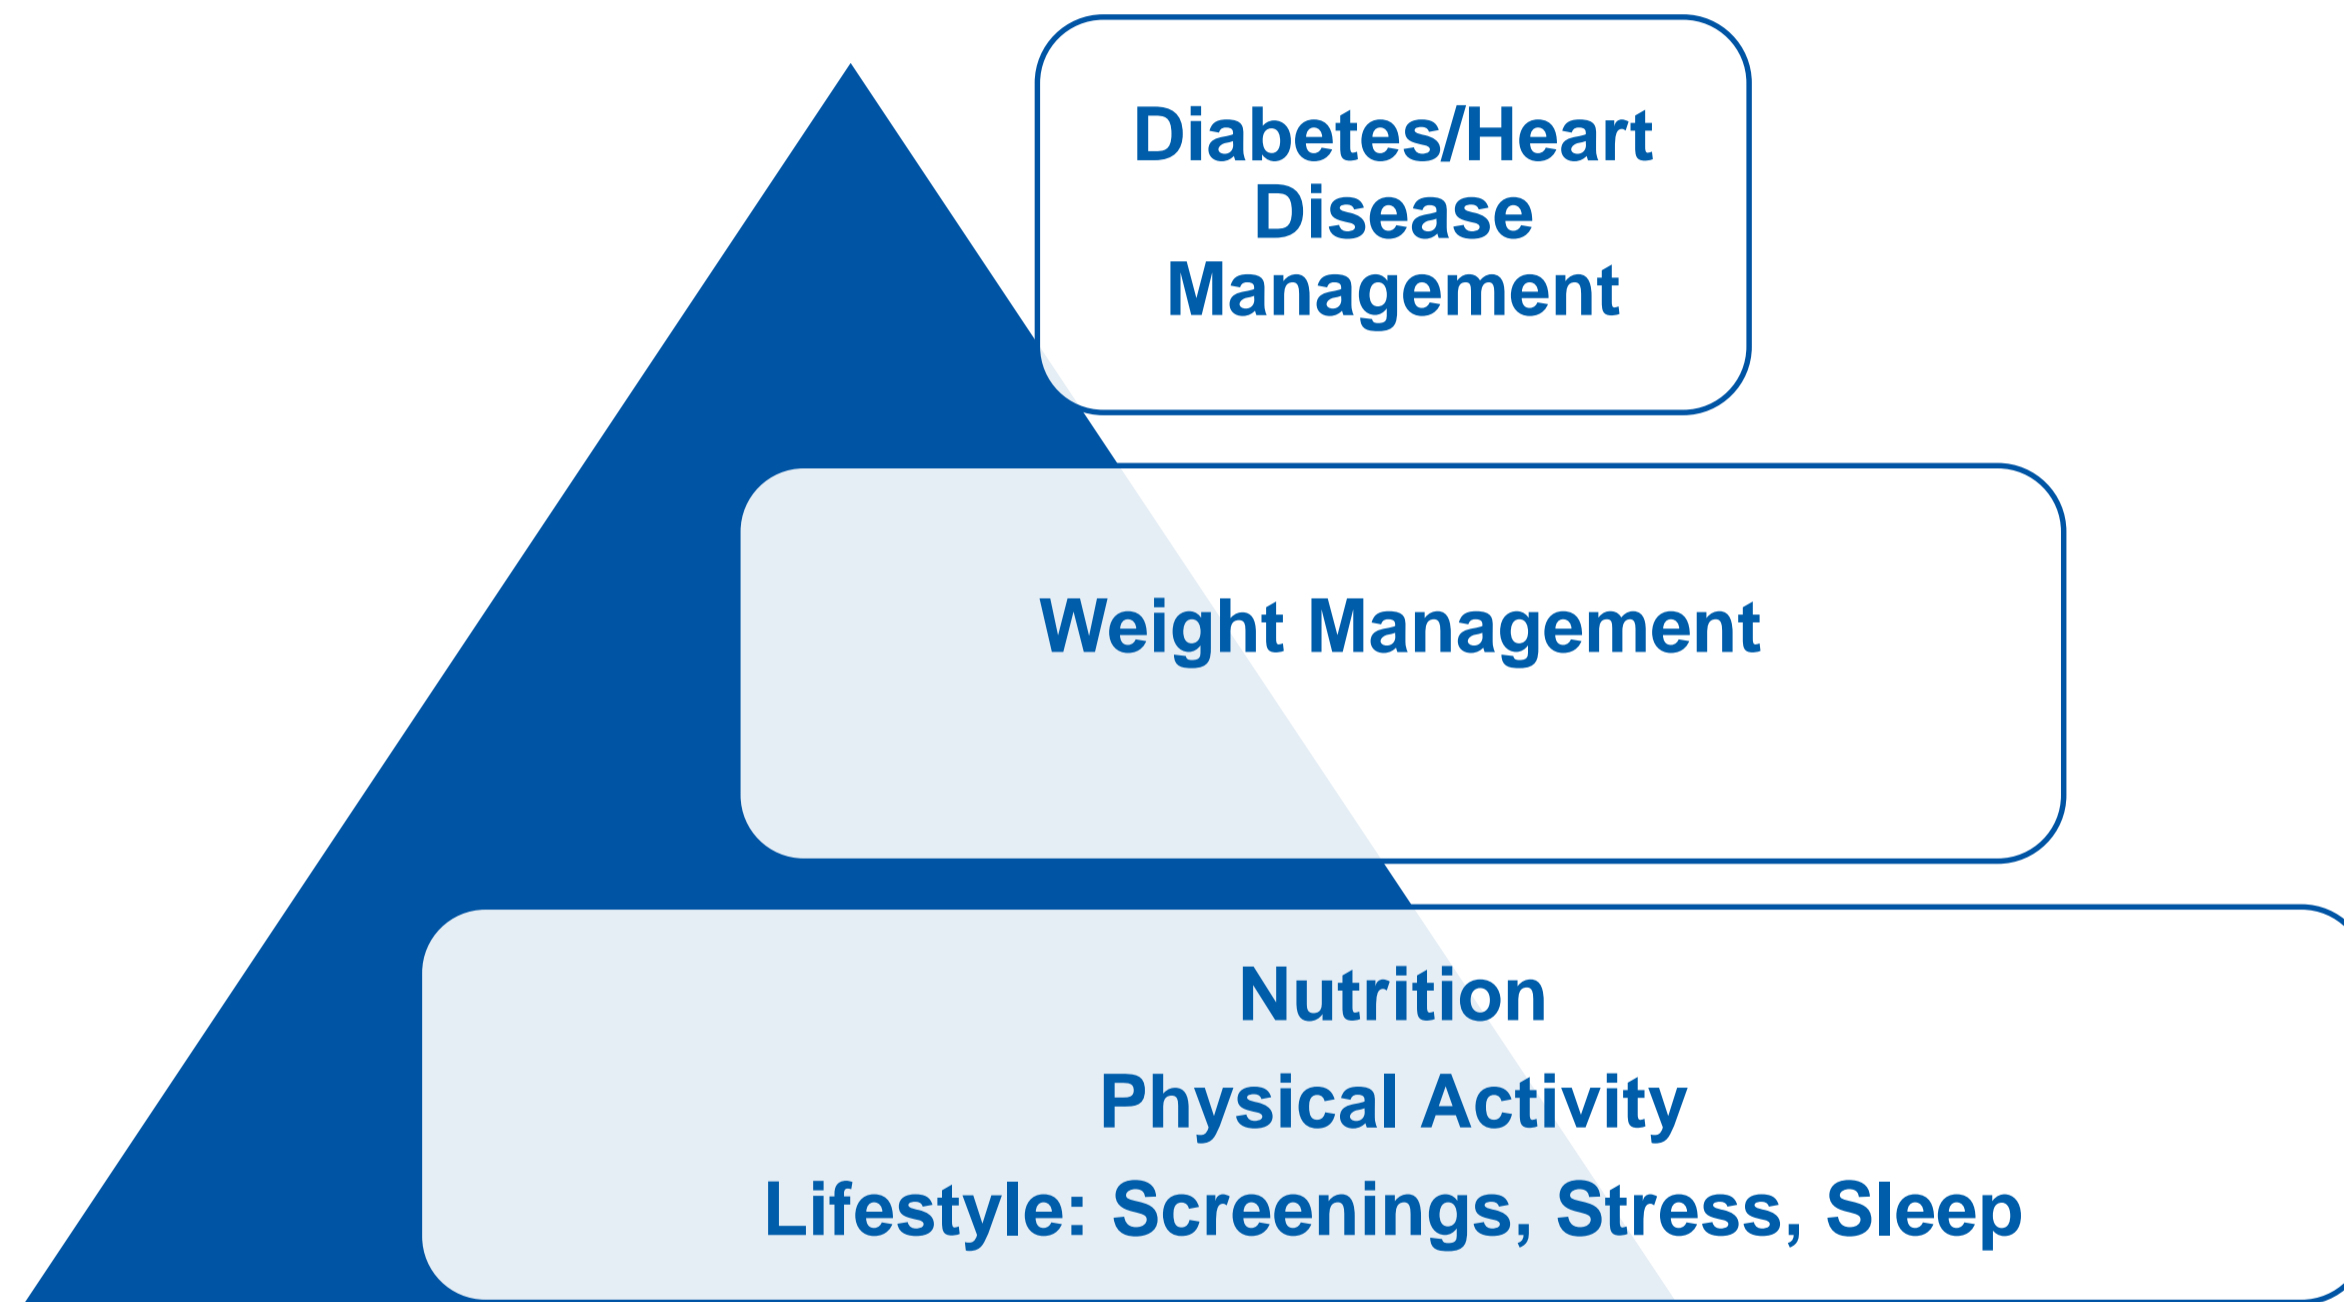 Diabetes/Heart
Disease
Management
Weight Management
Nutrition
Physical Activity
Lifestyle: Screenings, Stress, Sleep